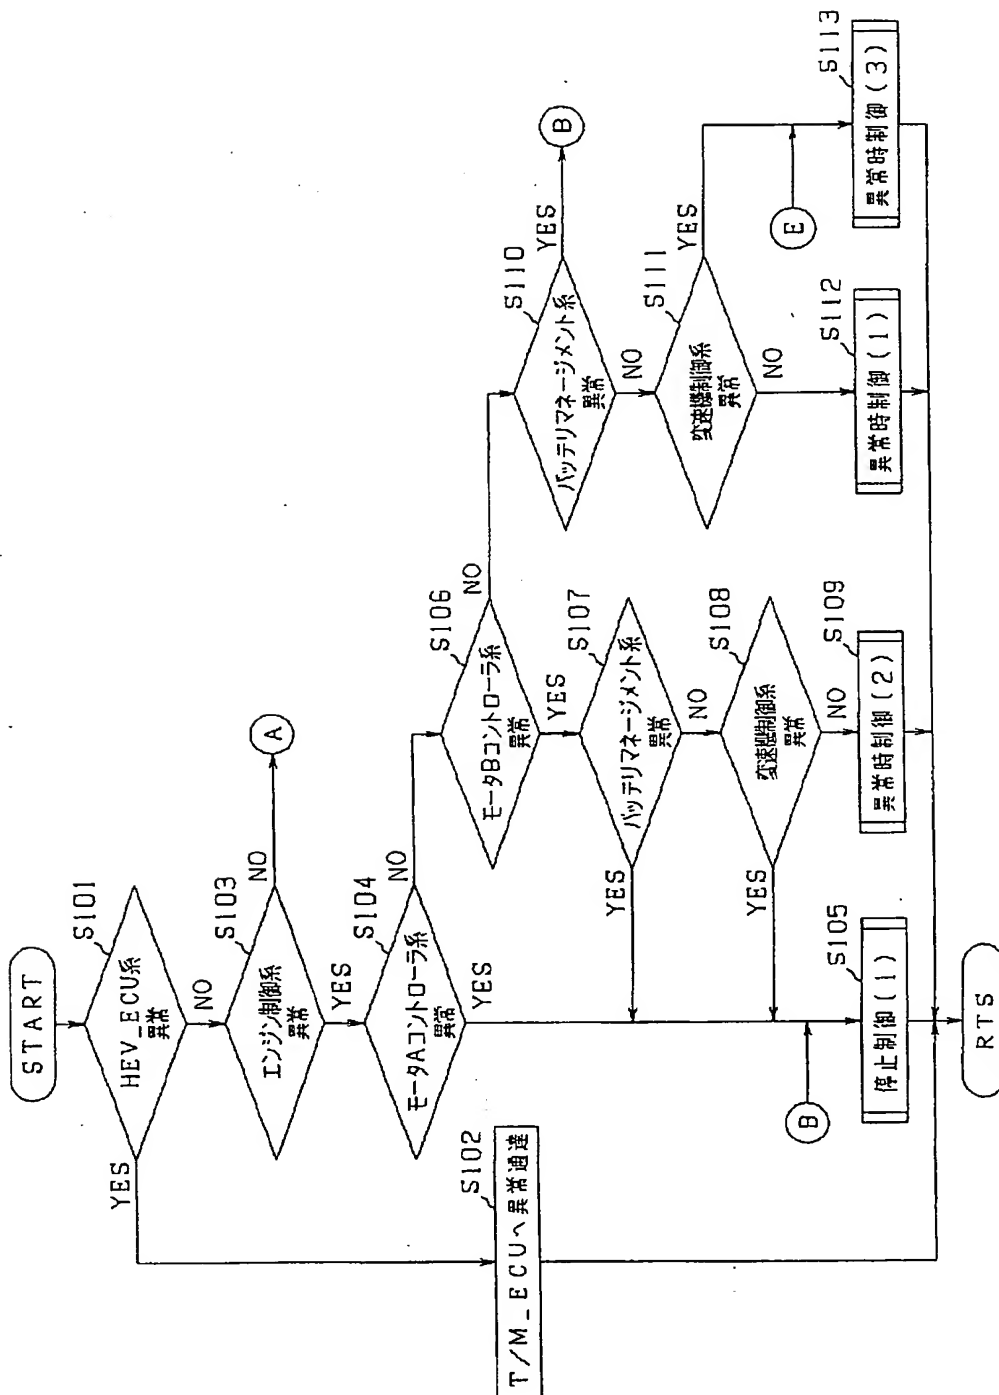 START
S101
HEV_ECU系
異常
YES
NO
S102
T/M_ECUへ異常通達
S103
エンジン制御系
異常
NO
A
YES
S104
モータAコントローラ系
異常
NO
YES
S106
モータBコントローラ系
異常
NO
YES
S107
バッテリマネージメント系
異常
YES
NO
S108
変速機制御系
異常
YES
NO
S109
異常時制御(2)
S110
バッテリマネージメント系
異常
YES
B
NO
S111
変速機制御系
異常
YES
NO
E
S112
異常時制御(1)
S113
異常時制御(3)
B
S105
停止制御(1)
RTS